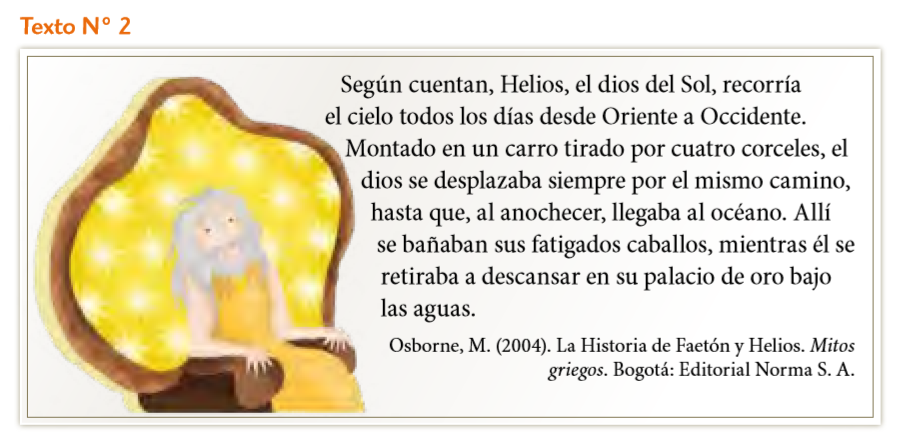 Texto N° 2
Según cuentan, Helios, el dios del Sol, recorría
el cielo todos los días desde Oriente a Occidente.
Montado en un carro tirado por cuatro corceles, el
dios se desplazaba siempre por el mismo camino,
hasta que, al anochecer, llegaba al océano. Allí
se bañaban sus fatigados caballos, mientras él se
retiraba a descansar en su palacio de oro bajo
las aguas.
Osborne, M. (2004). La Historia de Faetón y Helios. Mitos
griegos. Bogotá: Editorial Norma S. A.